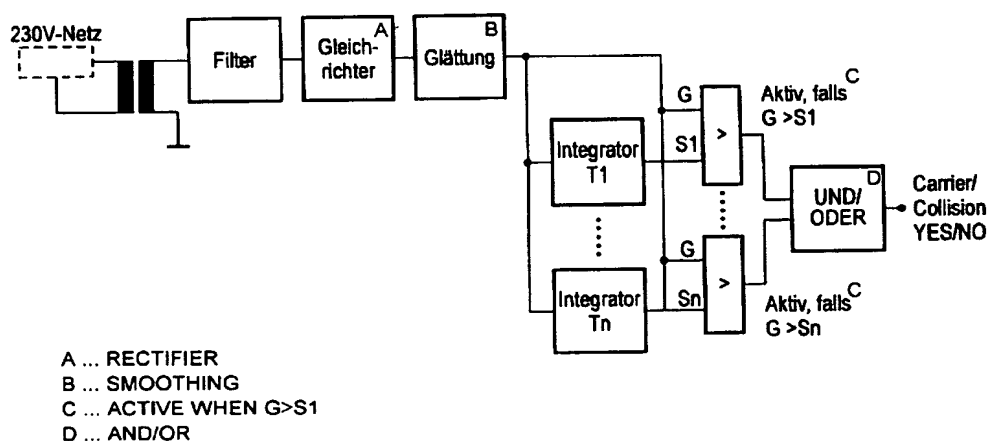 230V-Netz
Filter
A
Gleich-
richter
B
Glättung
G
S1
>
Aktiv, falls C
G >S1
Integrator
T1
G
Sn
>
Aktiv, falls C
G >Sn
Integrator
Tn
D
UND/
ODER
Carrier/
Collision
YES/NO
A ... RECTIFIER
B ... SMOOTHING
C ... ACTIVE WHEN G>S1
D ... AND/OR